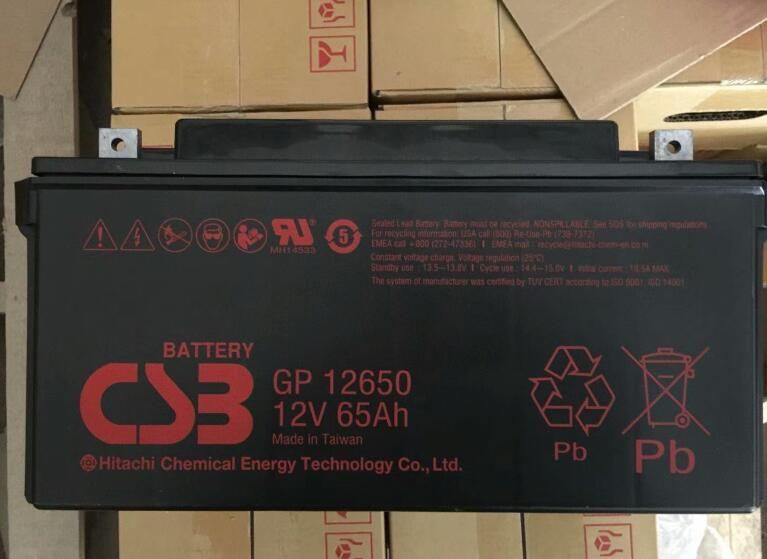 MH14533
5
Sealed Lead Battery. Battery must be recycled. NONSPILLABLE. See SDS for shipping regulations.
For recycling information: USA call (800) Re-Use-Pb (738-7372)
EMEA call +800 (272-47336) I EMEA mail : recycle@hitachi-chem-en.co.m
Constant voltage charge. Voltage regulation (25°C)
Standby use : 13.5—13.8V I Cycle use : 14.4—15.0V I Initial current : 19.5A MAX
The system of manufacturer was certified by TUV CERT according to ISO 9001, ISO 14001
BATTERY
CSB
GP 12650
12V 65Ah
Made in Taiwan
Hitachi Chemical Energy Technology Co., Ltd.
Pb
Pb